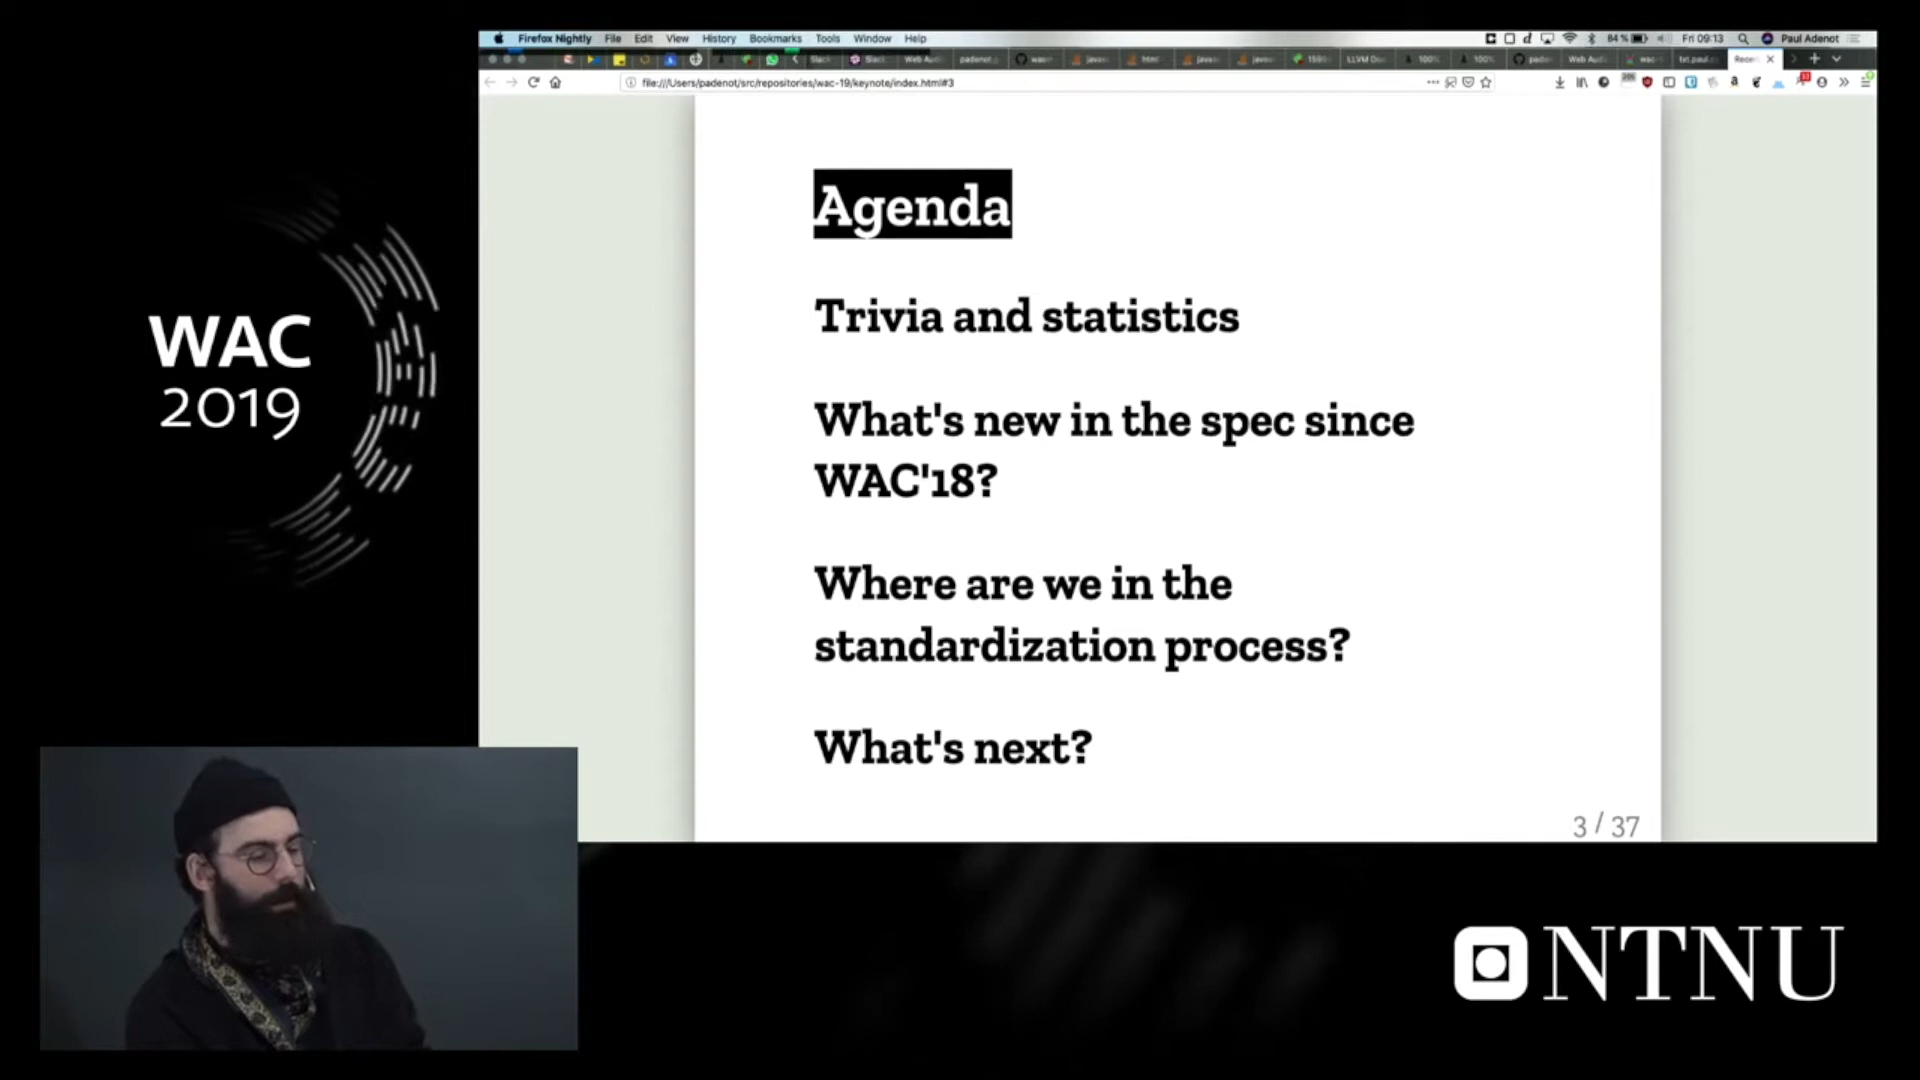 Firefox Nightly File Edit View History Bookmarks Tools Window Help
84% Fri 09:13 Paul Adenot
file:///Users/padenot/src/repositories/wac-19/keynote/index.html#3
Agenda
Trivia and statistics
What's new in the spec since
WAC'18?
Where are we in the
standardization process?
What's next?
3 / 37
WAC
2019
NTNU